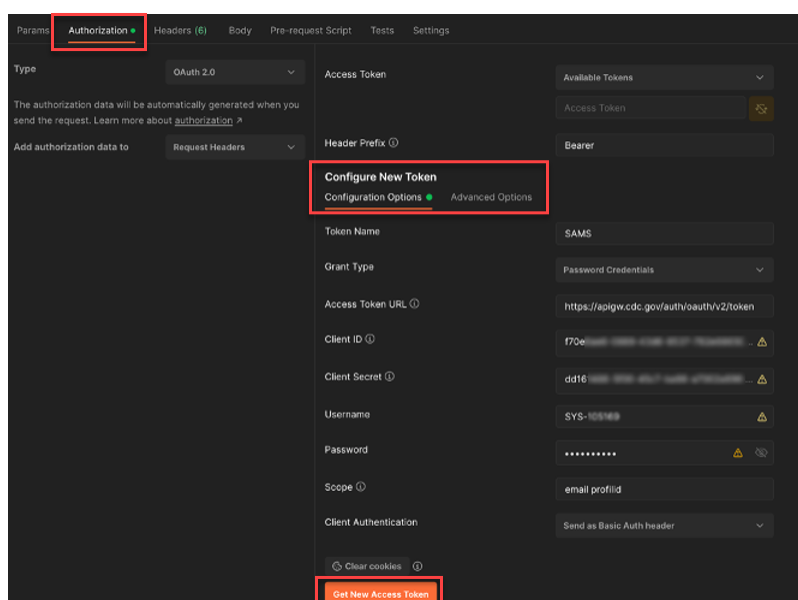 Params Authorization Headers (6) Body Pre-request Script Tests Settings
Type
OAuth 2.0
The authorization data will be automatically generated when you
send the request. Learn more about authorization ↗
Add authorization data to
Request Headers
Access Token
Available Tokens
Access Token
Header Prefix
Bearer
Configure New Token
Configuration Options
Advanced Options
Token Name
SAMS
Grant Type
Password Credentials
Access Token URL
https://apigw.cdc.gov/auth/oauth/v2/token
Client ID
f70e
Client Secret
dd16
Username
SYS-
Password
••••••••••
Scope
email profilid
Client Authentication
Send as Basic Auth header
Clear cookies
Get New Access Token